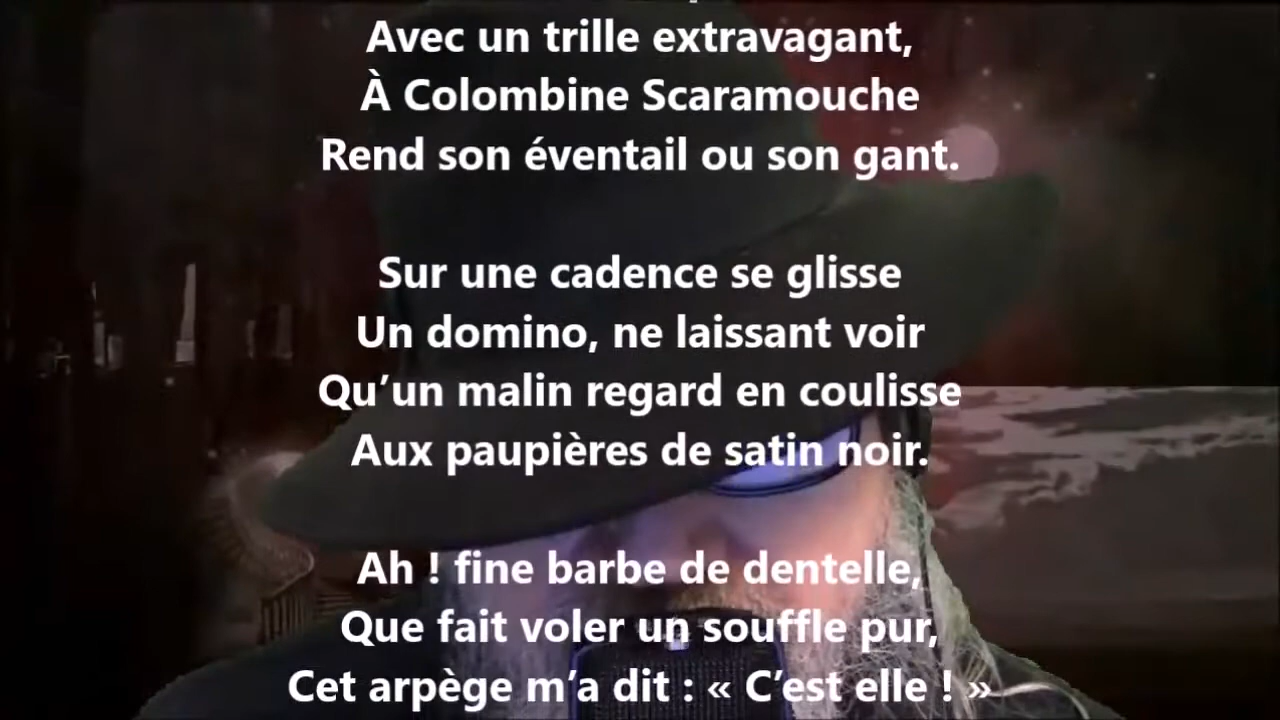 Avec un trille extravagant,
À Colombine Scaramouche
Rend son éventail ou son gant.
Sur une cadence se glisse
Un domino, ne laissant voir
Qu’un malin regard en coulisse
Aux paupières de satin noir.
Ah ! fine barbe de dentelle,
Que fait voler un souffle pur,
Cet arpège m’a dit : « C’est elle ! »